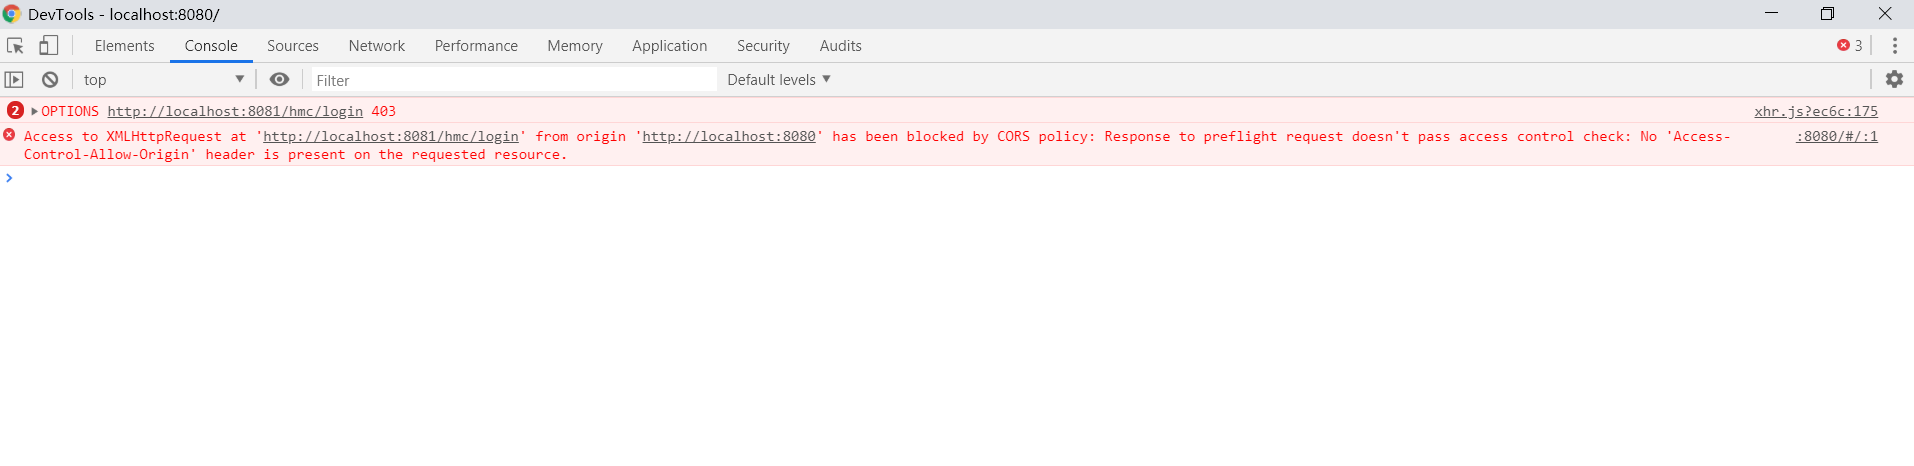 DevTools - localhost:8080/
Elements Console Sources Network Performance Memory Application Security Audits 3
top Filter Default levels
2 OPTIONS http://localhost:8081/hmc/login 403 xhr.js?ec6c:175
Access to XMLHttpRequest at 'http://localhost:8081/hmc/login' from origin 'http://localhost:8080' has been blocked by CORS policy: Response to preflight request doesn't pass access control check: No 'Access- :8080/#/:1
Control-Allow-Origin' header is present on the requested resource.